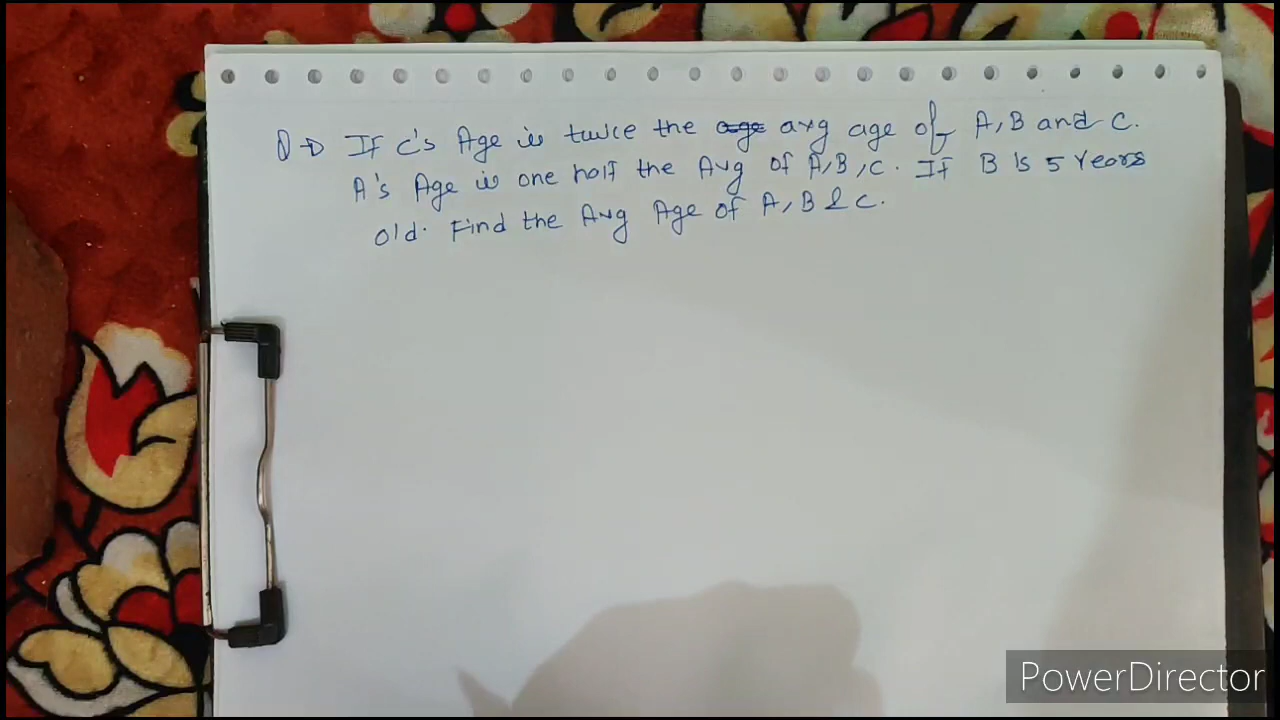 Q→ If C's Age is twice the age avg age of A, B and C.
A's Age is one half the Avg of A, B, C. If B is 5 Years
old. Find the Avg Age of A, B & C.
PowerDirector